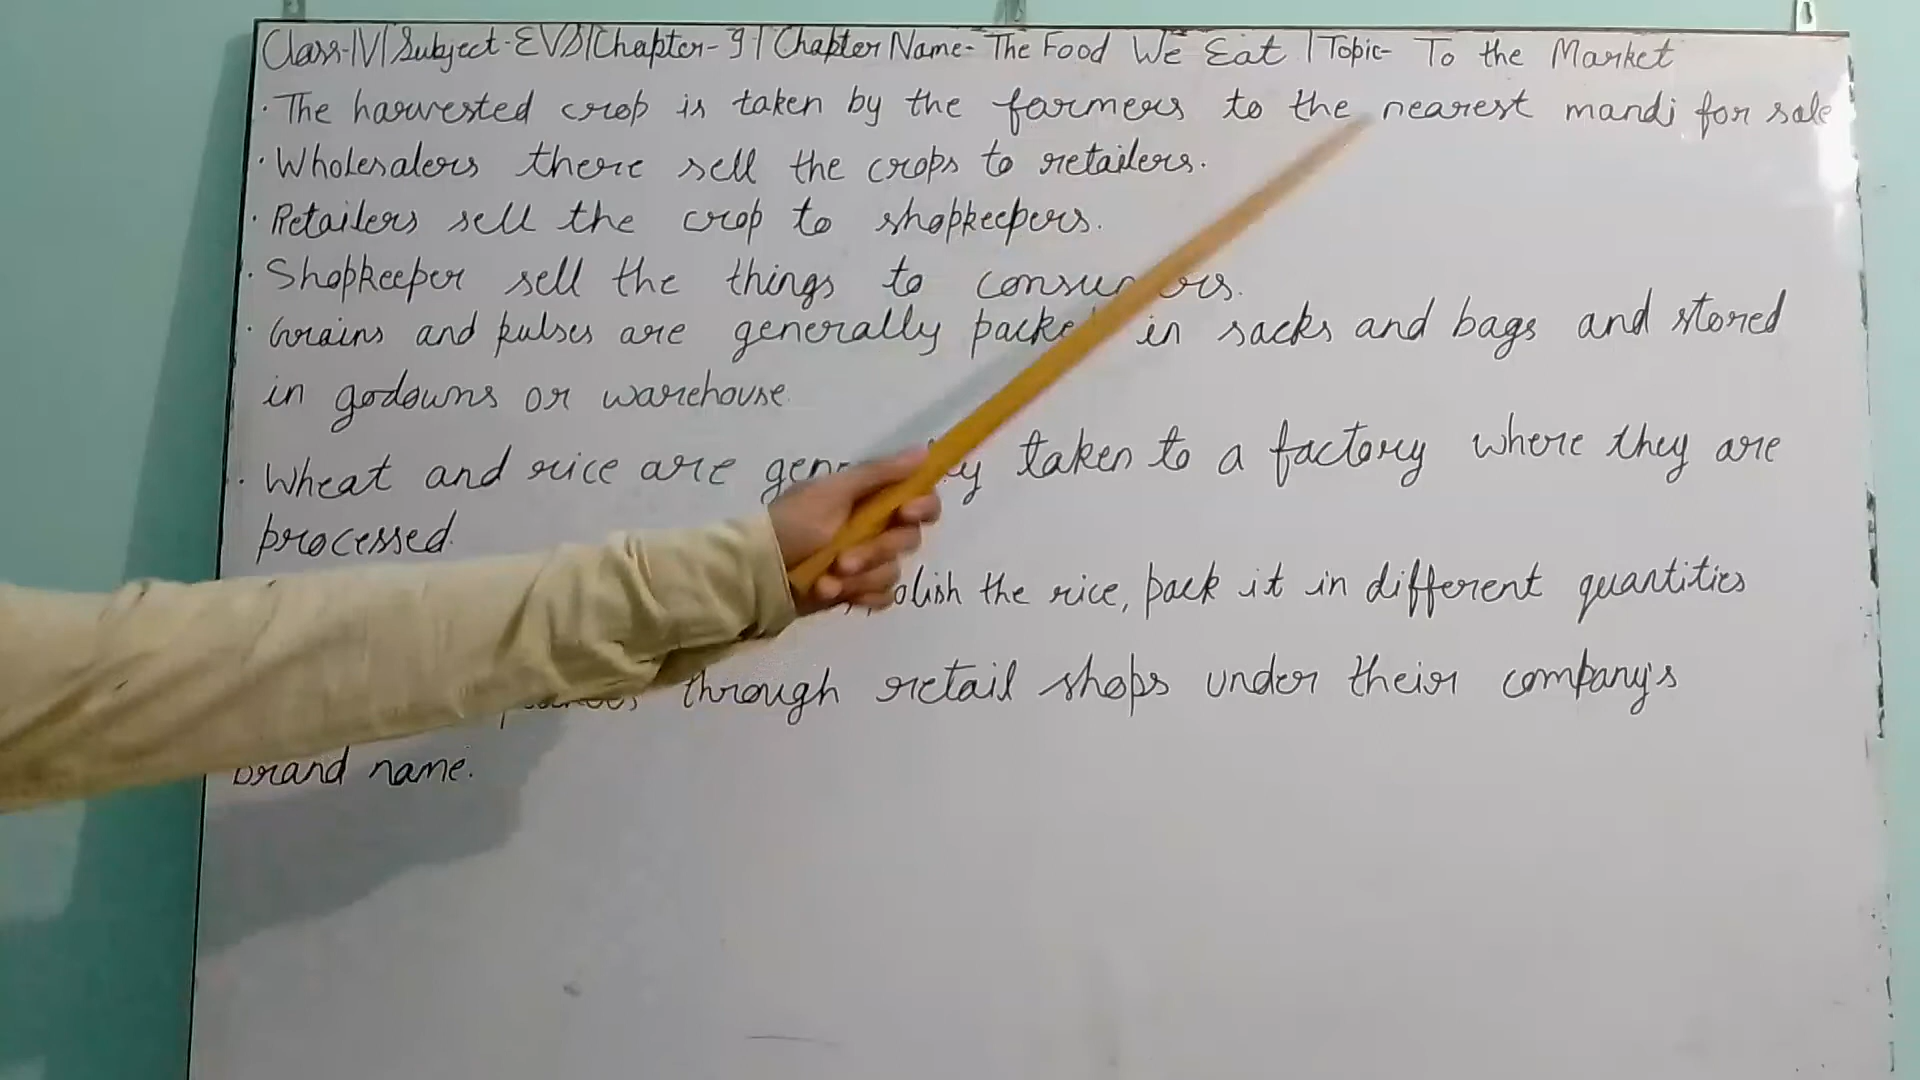 Class-IV|Subject-EVS|Chapter-9|Chapter Name- The Food We Eat | Topic- To the Market
· The harvested crop is taken by the farmers to the nearest mandi for sale
· Wholesalers there sell the crops to retailers.
· Retailers sell the crop to shopkeepers.
· Shopkeeper sell the things to
· Grains and pulses are generally in sacks and bags and stored
in godowns or warehouse.
· Wheat and rice are taken to a factory where they are
processed.
the rice, pack it in different quantities
through retail shops under their company's
brand name.